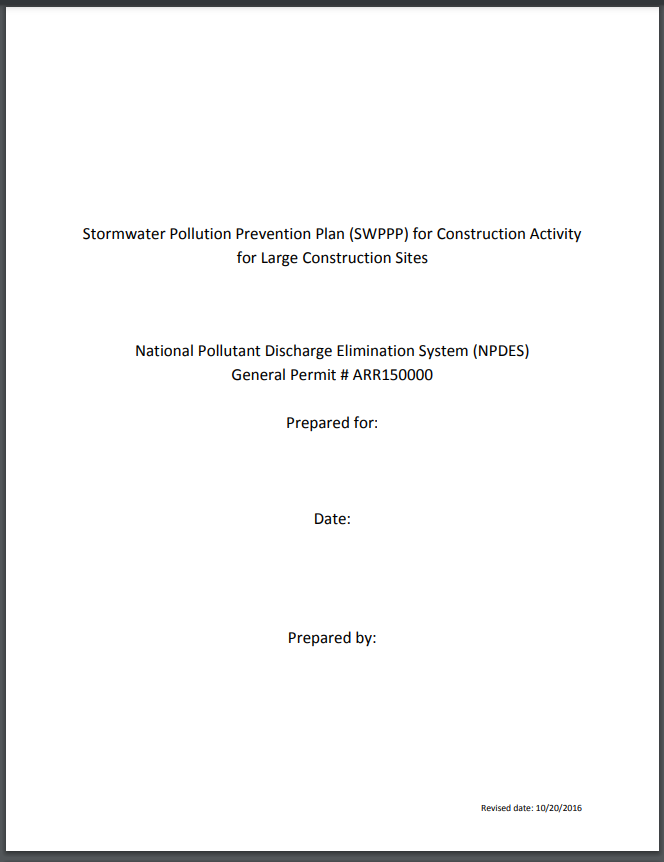 Stormwater Pollution Prevention Plan (SWPPP) for Construction Activity
for Large Construction Sites
National Pollutant Discharge Elimination System (NPDES)
General Permit # ARR150000
Prepared for:
Date:
Prepared by:
Revised date: 10/20/2016